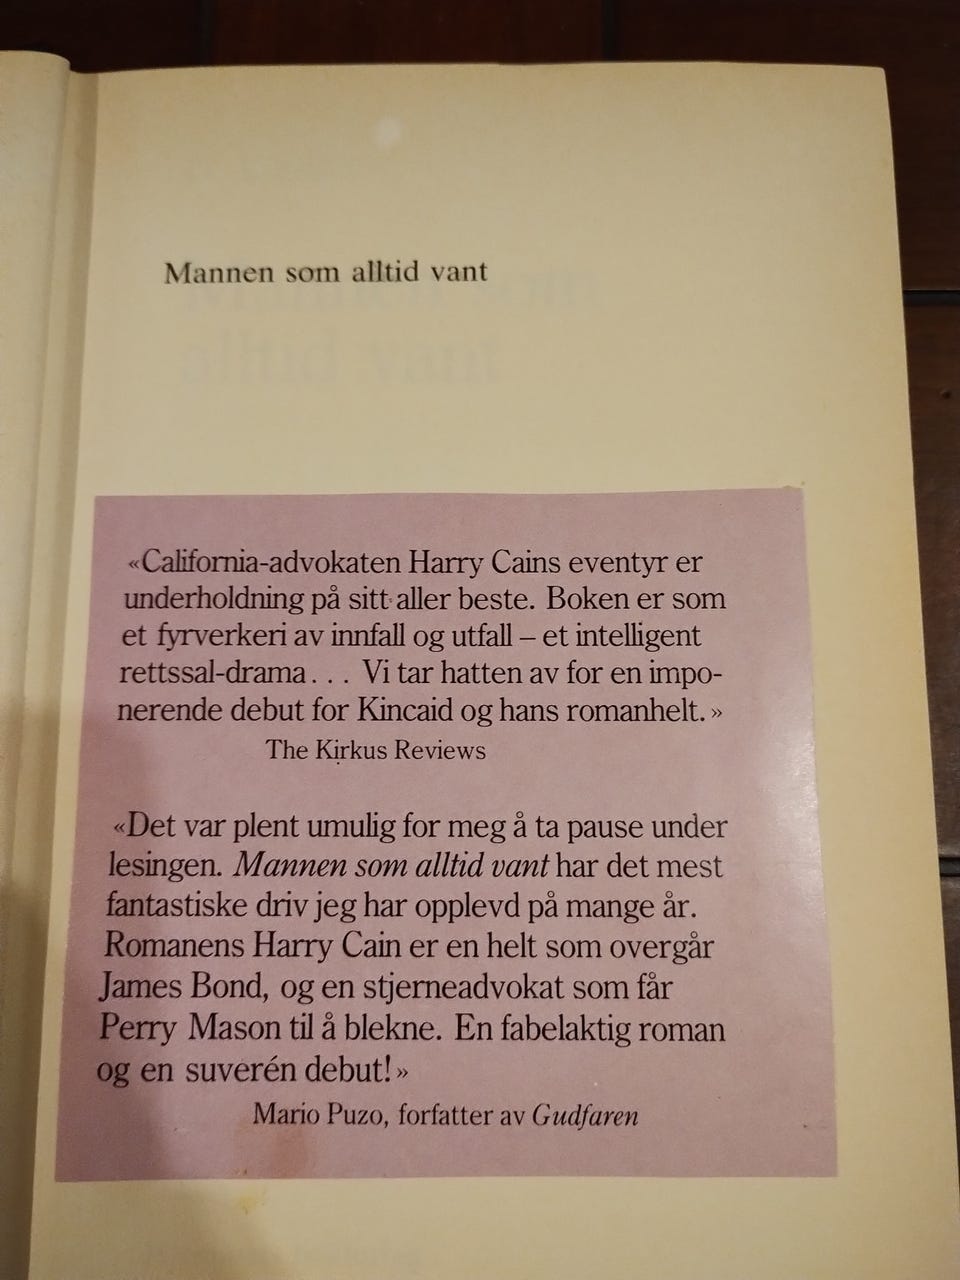 Mannen som alltid vant
«California-advokaten Harry Cains eventyr er
underholdning på sitt aller beste. Boken er som
et fyrverkeri av innfall og utfall – et intelligent
rettssal-drama. . . Vi tar hatten av for en impo-
nerende debut for Kincaid og hans romanhelt.»
The Kirkus Reviews
«Det var plent umulig for meg å ta pause under
lesingen. Mannen som alltid vant har det mest
fantastiske driv jeg har opplevd på mange år.
Romanens Harry Cain er en helt som overgår
James Bond, og en stjerneadvokat som får
Perry Mason til å blekne. En fabelaktig roman
og en suverén debut!»
Mario Puzo, forfatter av Gudfaren